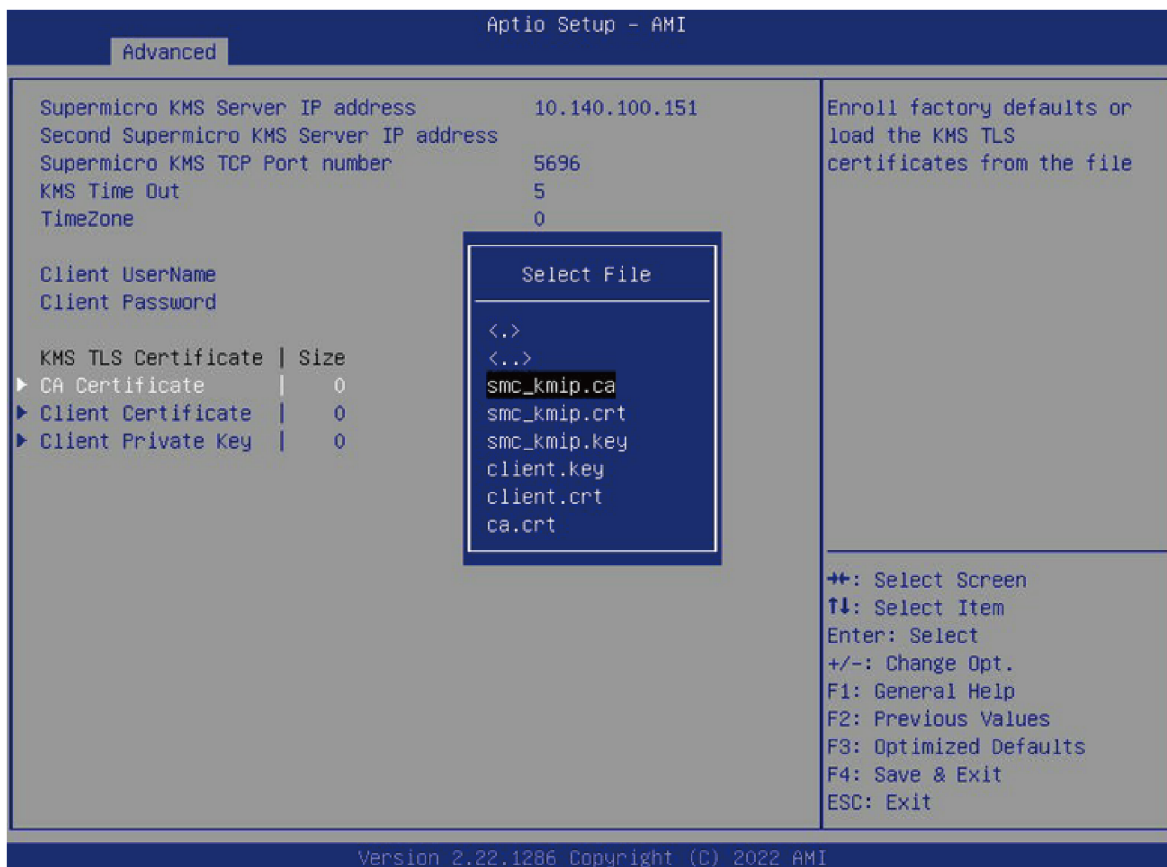 Aptio Setup - AMI
Advanced
Supermicro KMS Server IP address 10.140.100.151
Second Supermicro KMS Server IP address
Supermicro KMS TCP Port number 5696
KMS Time Out 5
TimeZone 0
Client UserName
Client Password
KMS TLS Certificate | Size
CA Certificate | 0
Client Certificate | 0
Client Private Key | 0
Select File
<.>
<..>
smc_kmip.ca
smc_kmip.crt
smc_kmip.key
client.key
client.crt
ca.crt
Enroll factory defaults or
load the KMS TLS
certificates from the file
→←: Select Screen
↑↓: Select Item
Enter: Select
+/-: Change Opt.
F1: General Help
F2: Previous Values
F3: Optimized Defaults
F4: Save & Exit
ESC: Exit
Version 2.22.1286 Copyright (C) 2022 AMI